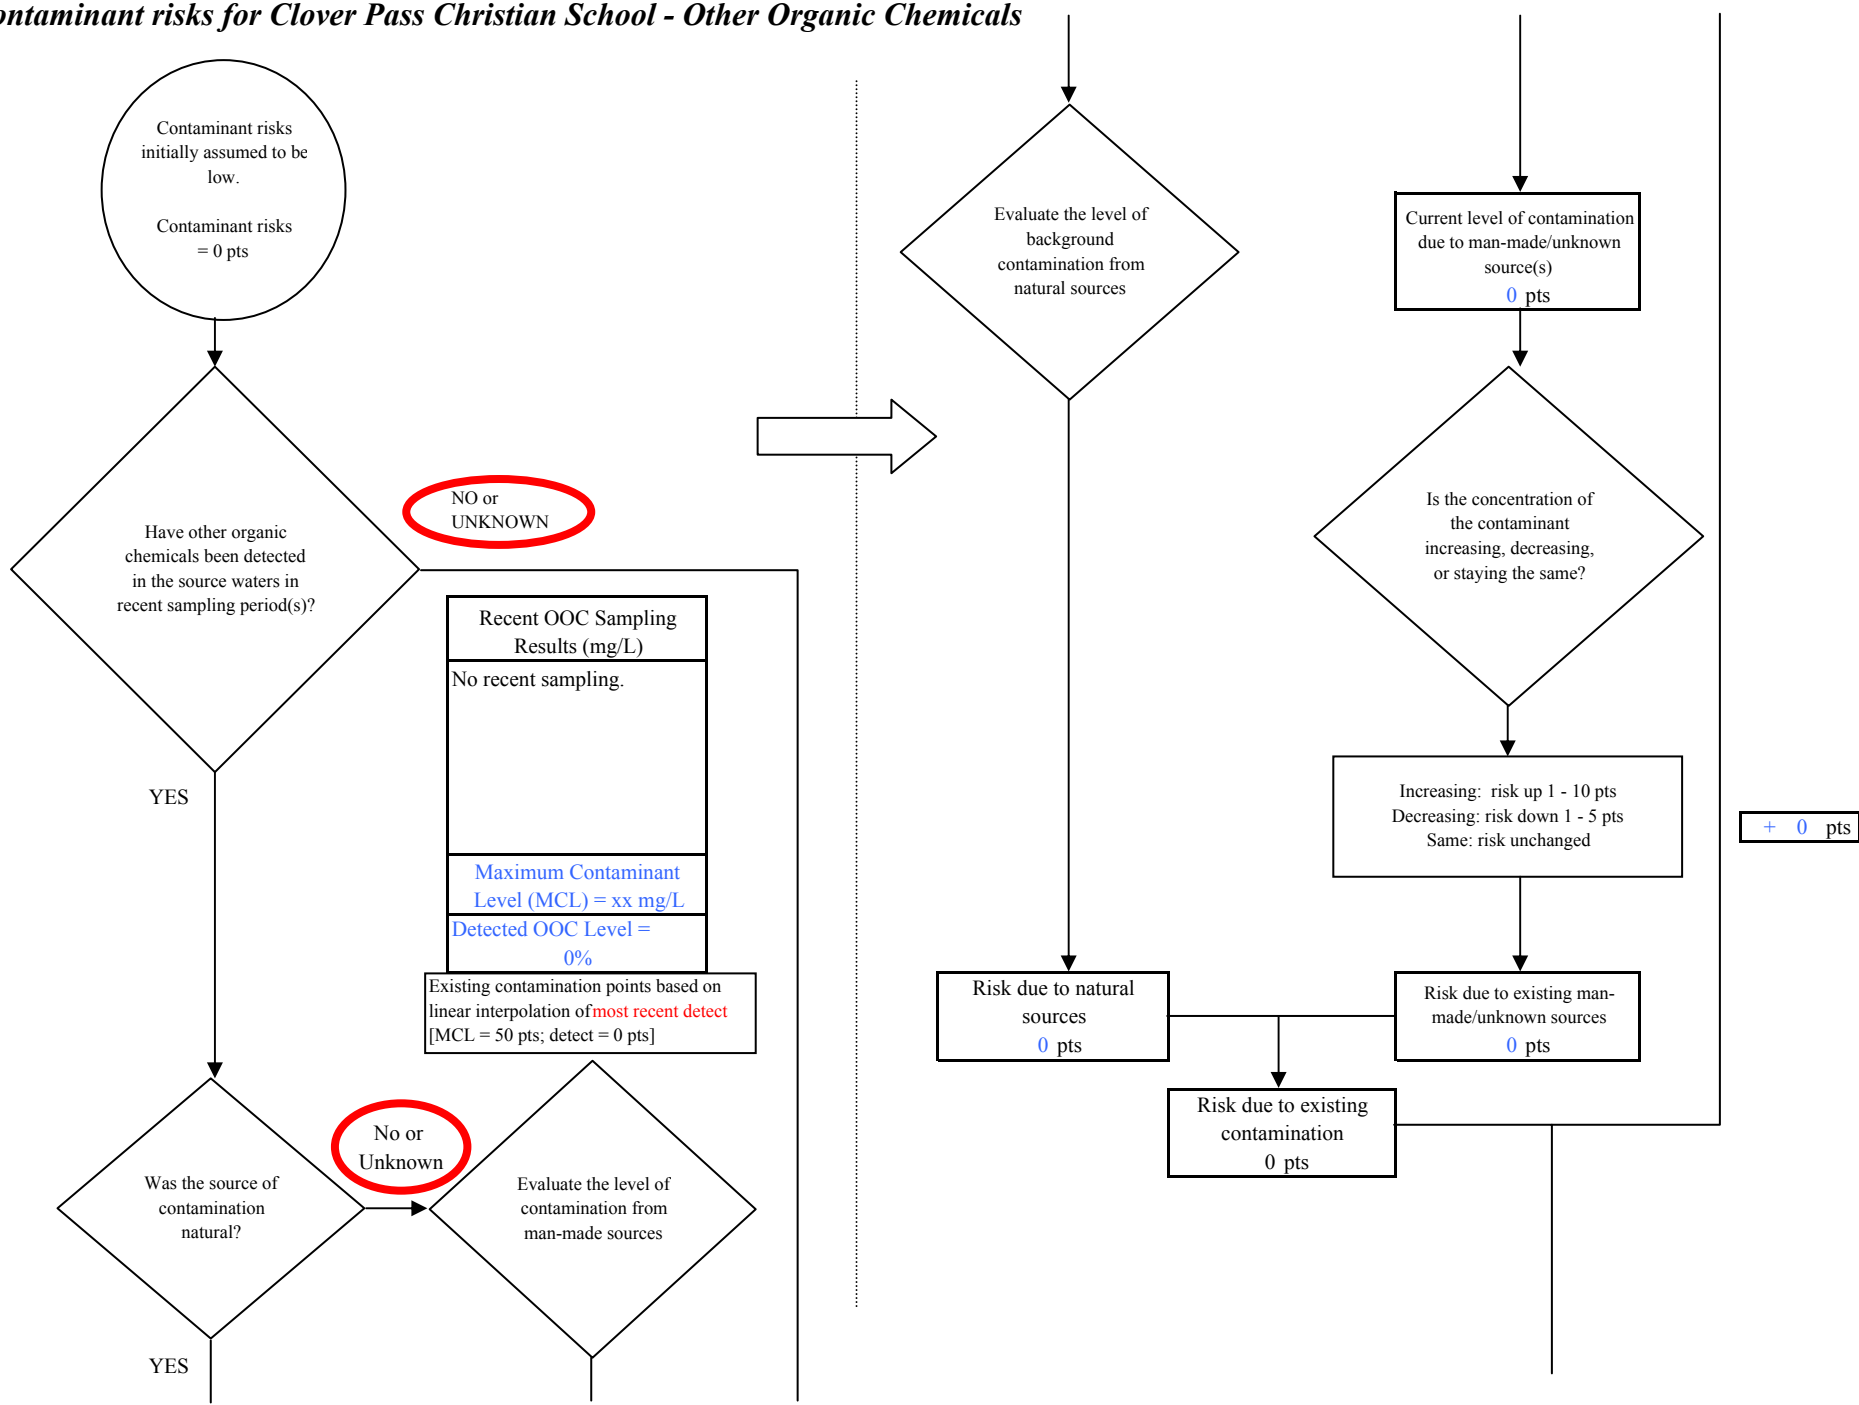 ontaminant risks for Clover Pass Christian School - Other Organic Chemicals
Contaminant risks
initially assumed to be
low.
Contaminant risks
= 0 pts
Have other organic
chemicals been detected
in the source waters in
recent sampling period(s)?
NO or
UNKNOWN
YES
Recent OOC Sampling
Results (mg/L)
No recent sampling.
Maximum Contaminant
Level (MCL) = xx mg/L
Detected OOC Level =
0%
Existing contamination points based on
linear interpolation of most recent detect
[MCL = 50 pts; detect = 0 pts]
Was the source of
contamination
natural?
No or
Unknown
Evaluate the level of
contamination from
man-made sources
YES
Evaluate the level of
background
contamination from
natural sources
Current level of contamination
due to man-made/unknown
source(s)
0 pts
Is the concentration of
the contaminant
increasing, decreasing,
or staying the same?
Increasing: risk up 1 - 10 pts
Decreasing: risk down 1 - 5 pts
Same: risk unchanged
+ 0 pts
Risk due to natural
sources
0 pts
Risk due to existing man-
made/unknown sources
0 pts
Risk due to existing
contamination
0 pts